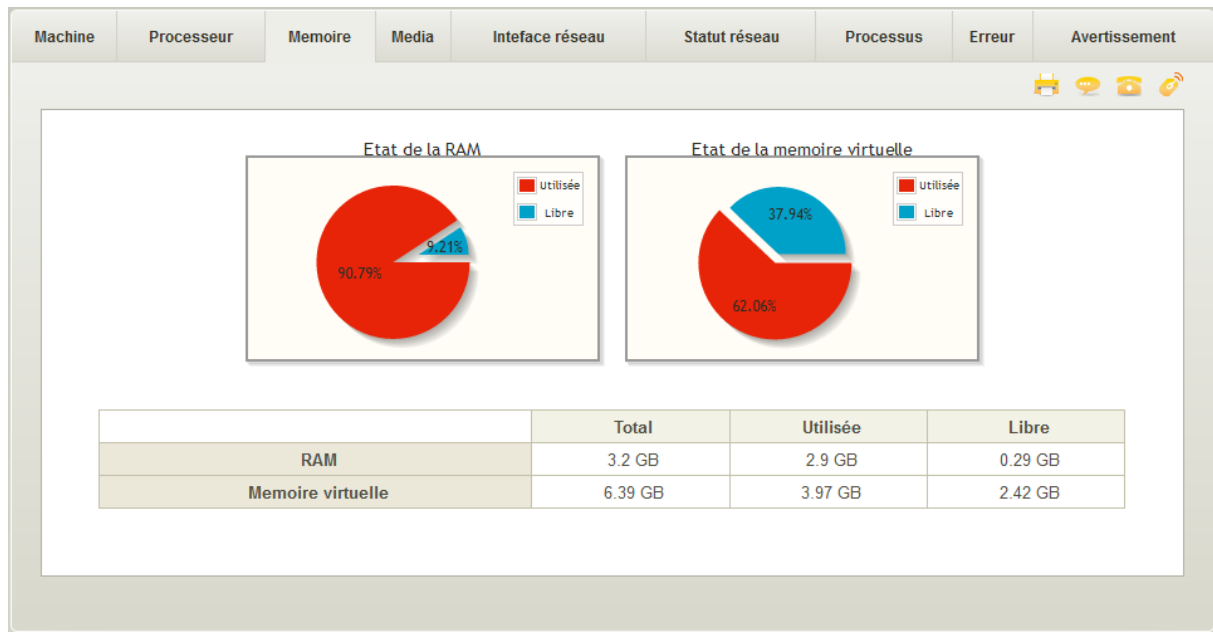 Machine Processeur Memoire Media Inteface réseau Statut réseau Processus Erreur Avertissement
Etat de la RAM
Utilisée
Libre
9.21%
90.79%
Etat de la memoire virtuelle
Utilisée
Libre
37.94%
62.06%
Total Utilisée Libre
RAM 3.2 GB 2.9 GB 0.29 GB
Memoire virtuelle 6.39 GB 3.97 GB 2.42 GB